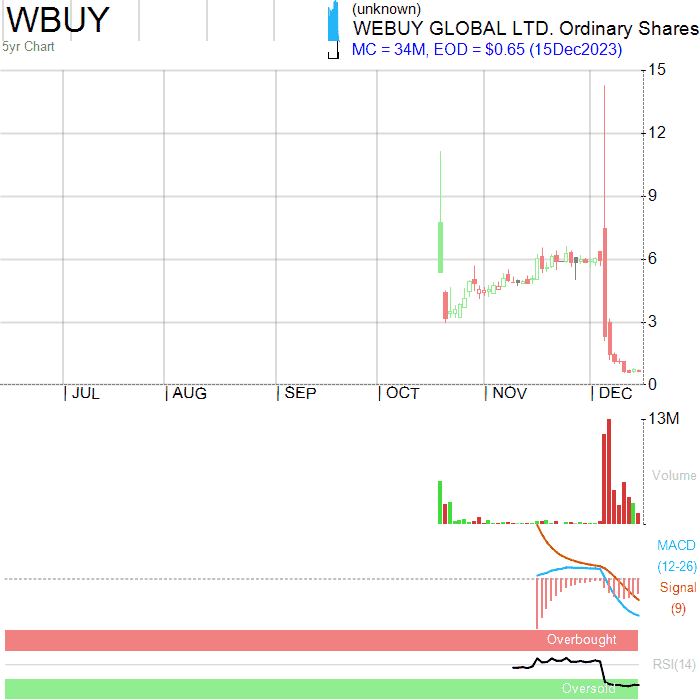 WBUY
5yr Chart
(unknown)
WEBUY GLOBAL LTD. Ordinary Shares
MC = 34M, EOD = $0.65 (15Dec2023)
15
12
9
6
3
0
JUL AUG SEP OCT NOV DEC
13M
Volume
MACD
(12-26)
Signal
(9)
Overbought
RSI(14)
Oversold